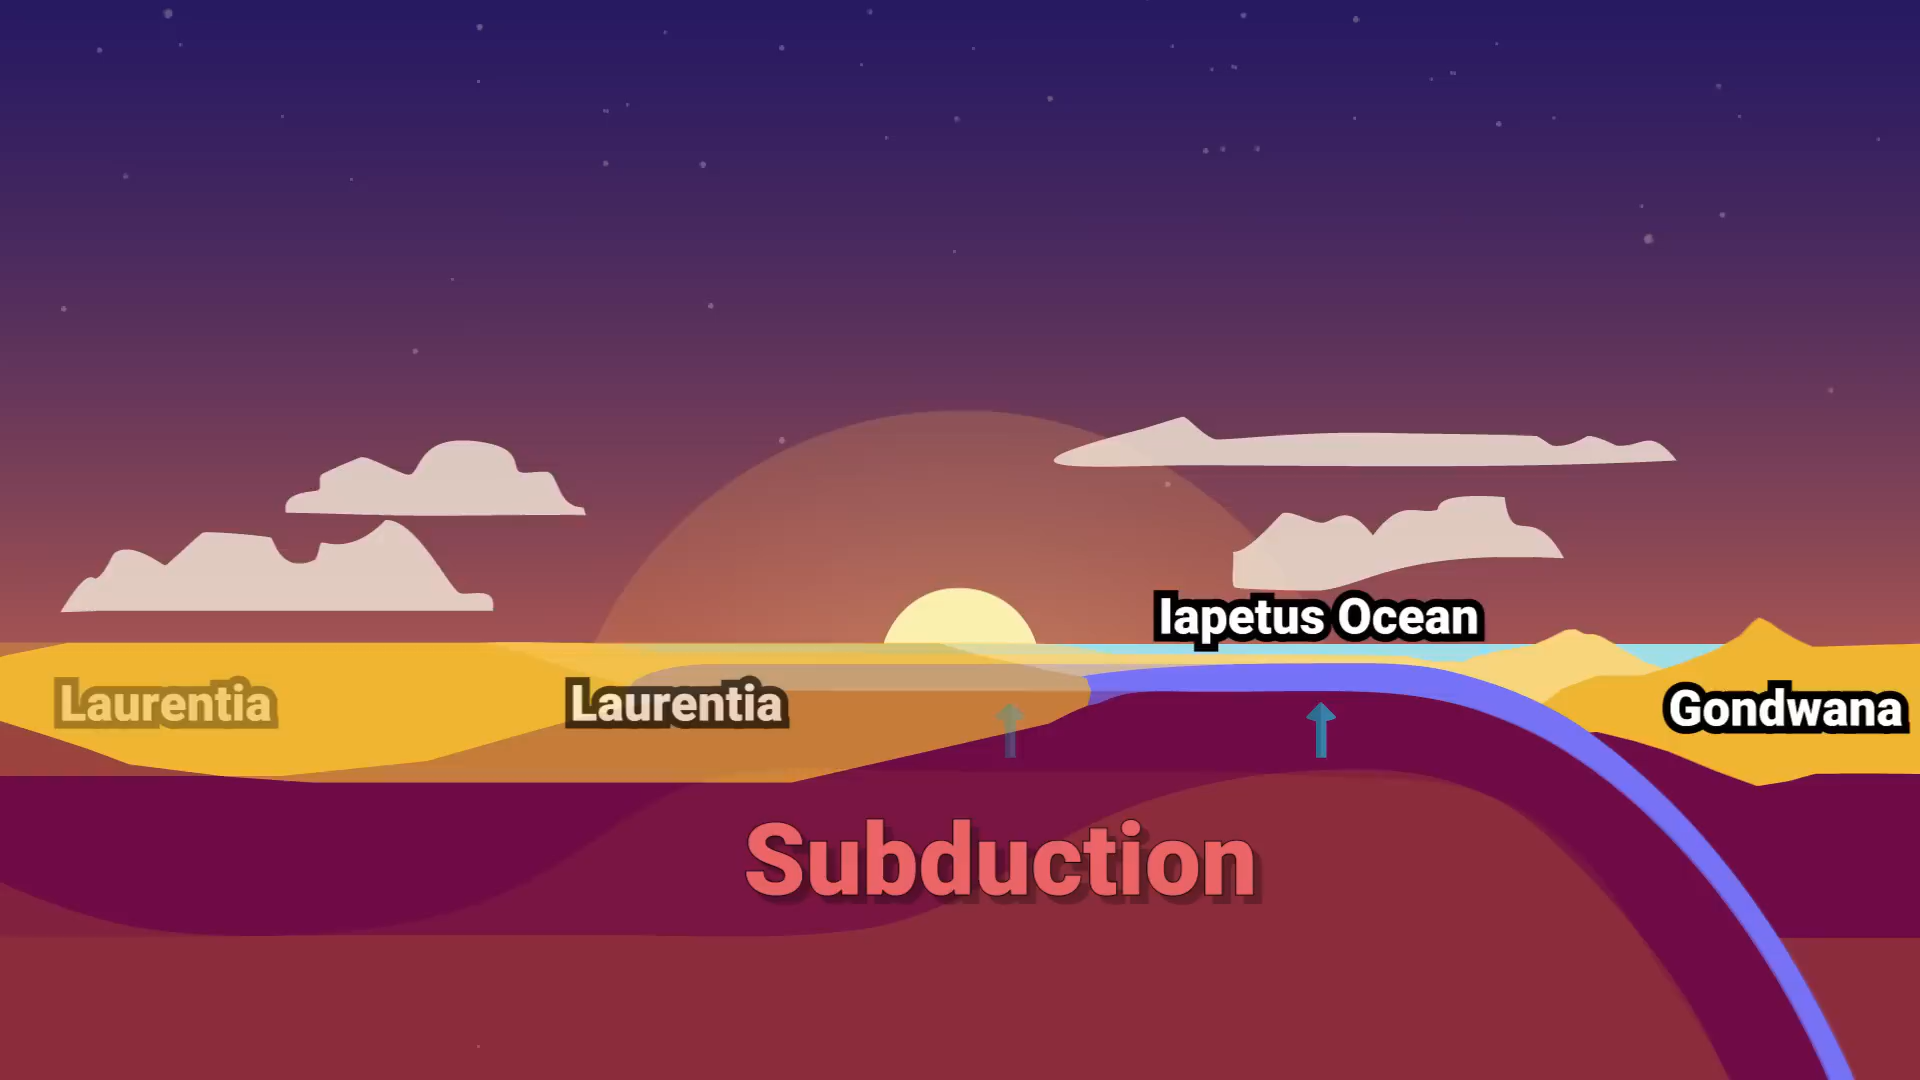 Iapetus Ocean
Laurentia
Laurentia
Gondwana
Subduction